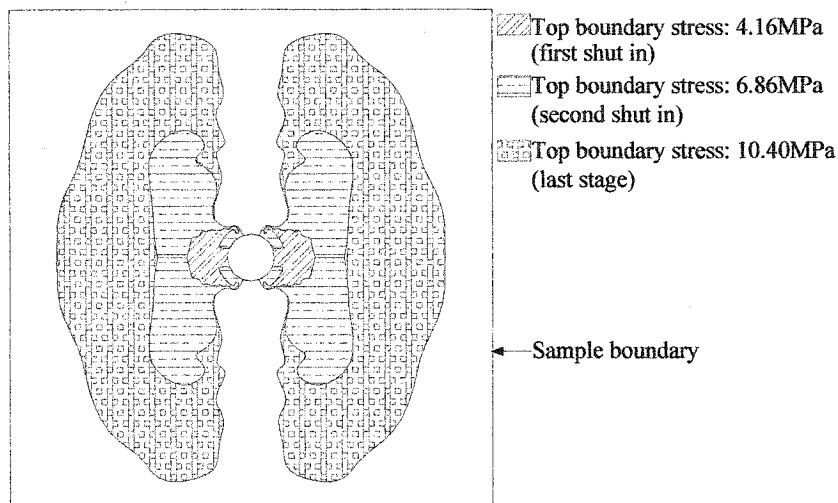 Top boundary stress: 4.16MPa
(first shut in)
Top boundary stress: 6.86MPa
(second shut in)
Top boundary stress: 10.40MPa
(last stage)
Sample boundary